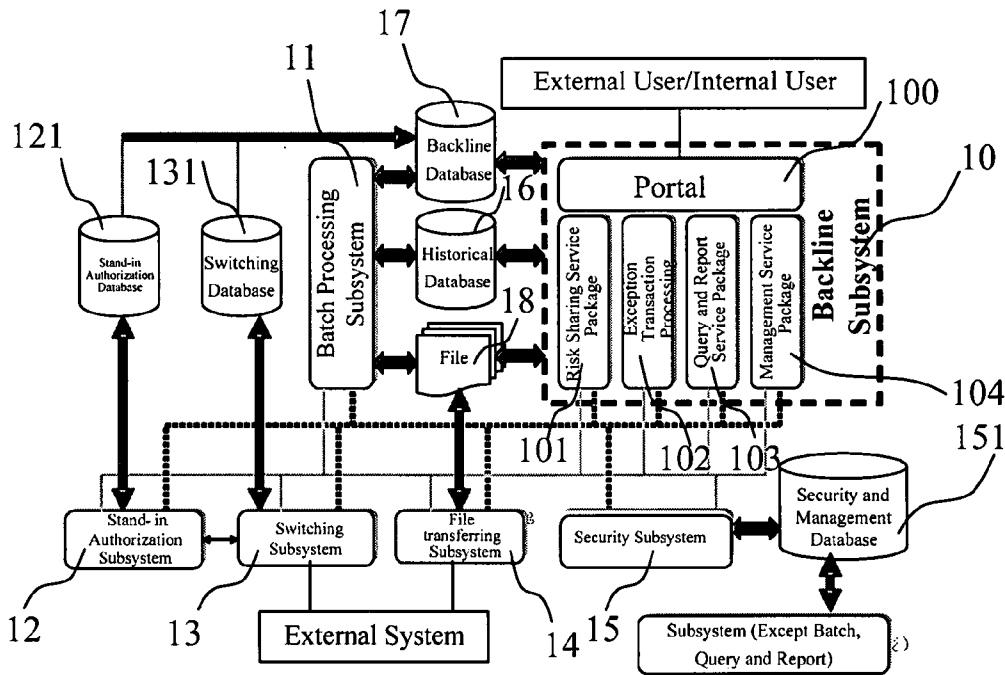 17
11
External User/Internal User
100
121
131
Backline
Database
10
Portal
16
Stand-in
Authorization
Database
Switching
Database
Batch Processing
Subsystem
Historical
Database
18
File
Risk Sharing Service
Package
Exception
Transaction
Processing
Query and Report
Service Package
Management Service
Package
Backline
Subsystem
104
101
102
103
151
Stand- in
Authorization
Subsystem
Switching
Subsystem
File
transferring
Subsystem
Security Subsystem
Security and
Management
Database
12
13
External System
14
15
Subsystem (Except Batch,
Query and Report)